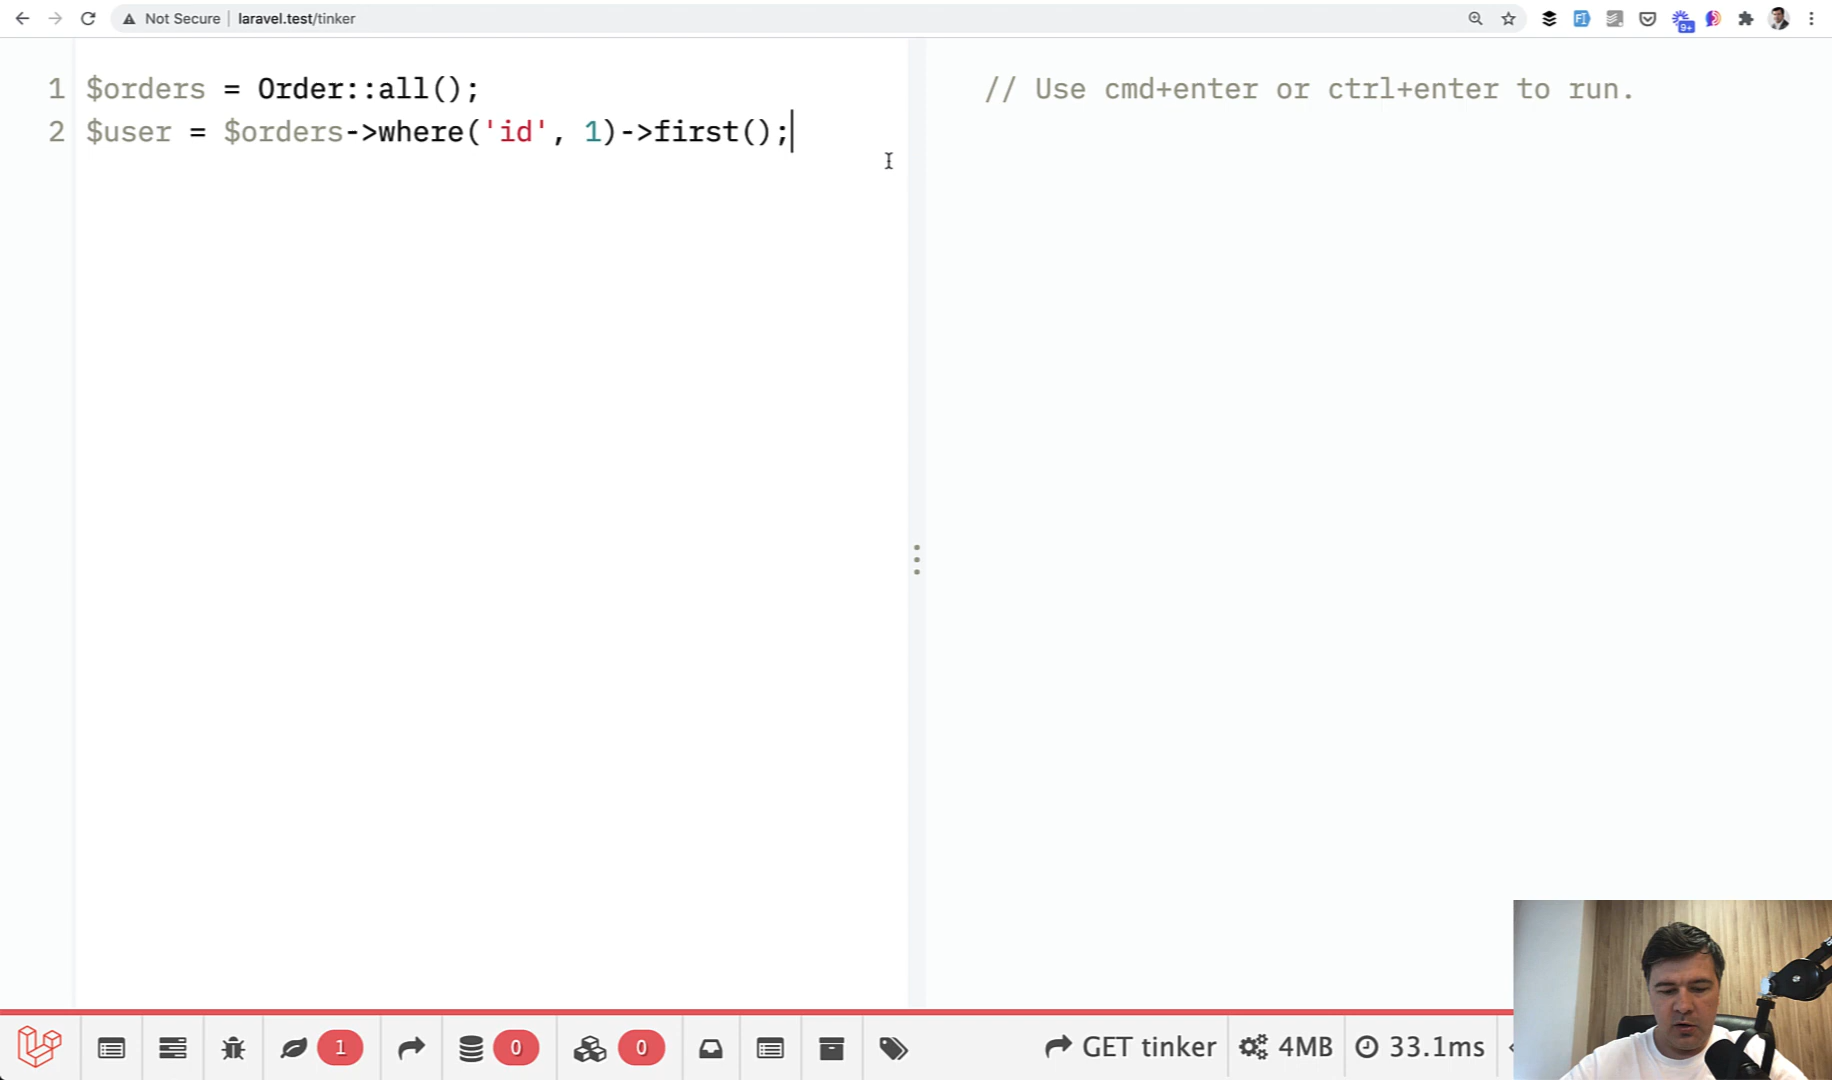 Not Secure | laravel.test/tinker
9+
1 $orders = Order::all();
2 $user = $orders->where('id', 1)->first();
// Use cmd+enter or ctrl+enter to run.
1
0
0
GET tinker
4MB
33.1ms